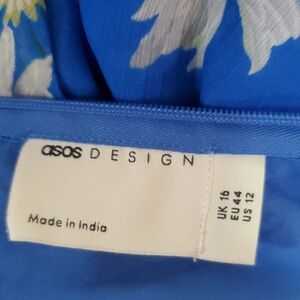 asos DESIGN
Made in India
UK 16
EU 44
US 12